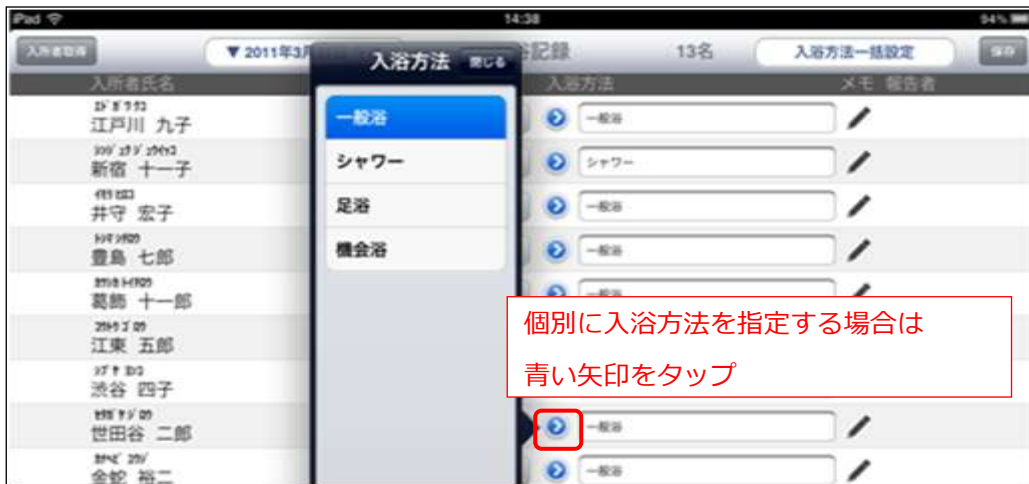 iPad 14:38 94%
入所者取得 ▼ 2011年3月 記録 13名 入浴方法一括設定 保存
入浴方法 閉じる
入所者氏名 入浴方法 メモ 報告者
江戸川 九子 一般浴
新宿 十一子 シャワー
井守 宏子 一般浴
豊島 七郎 一般浴
葛飾 十一郎 一般浴
江東 五郎
渋谷 四子
世田谷 二郎 一般浴
金蛇 裕二 一般浴
一般浴
シャワー
足浴
機会浴
個別に入浴方法を指定する場合は
青い矢印をタップ